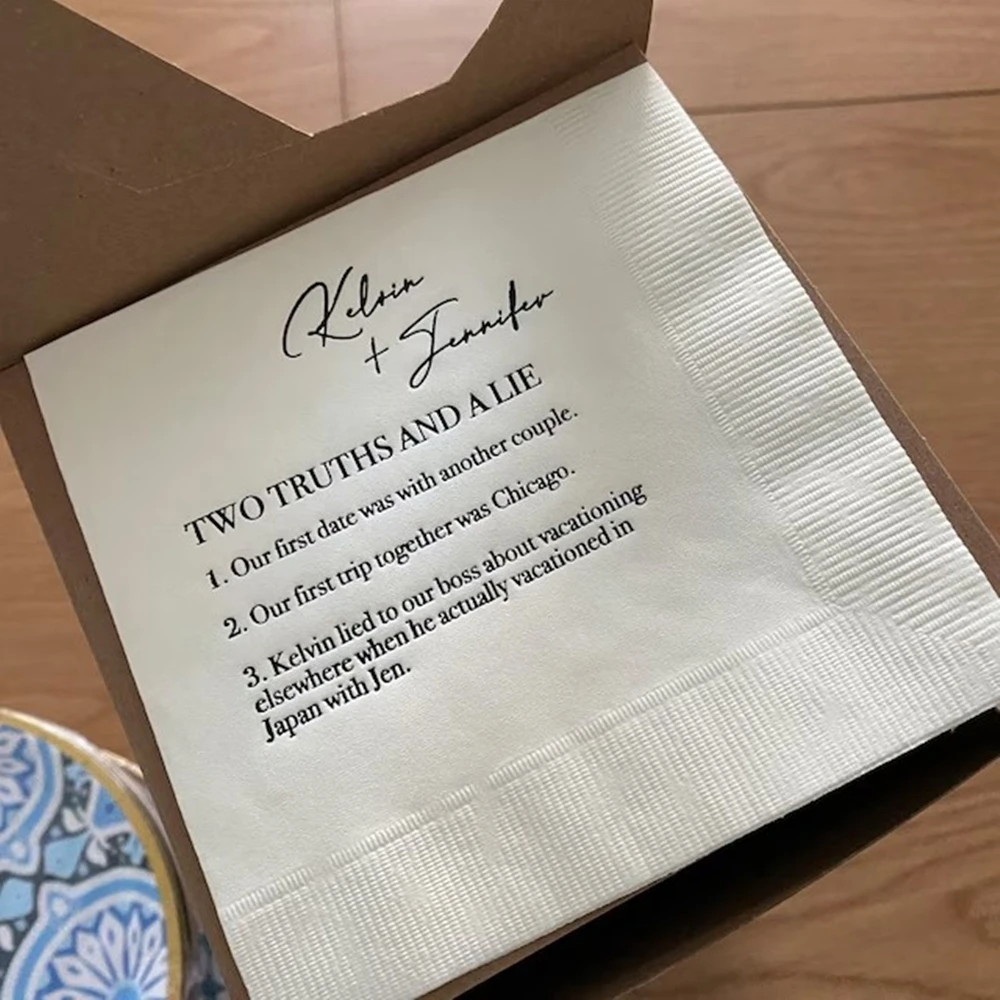 Kelvin
+ Jennifer
TWO TRUTHS AND A LIE
1. Our first date was with another couple.
2. Our first trip together was Chicago.
3. Kelvin lied to our boss about vacationing
elsewhere when he actually vacationed in
Japan with Jen.